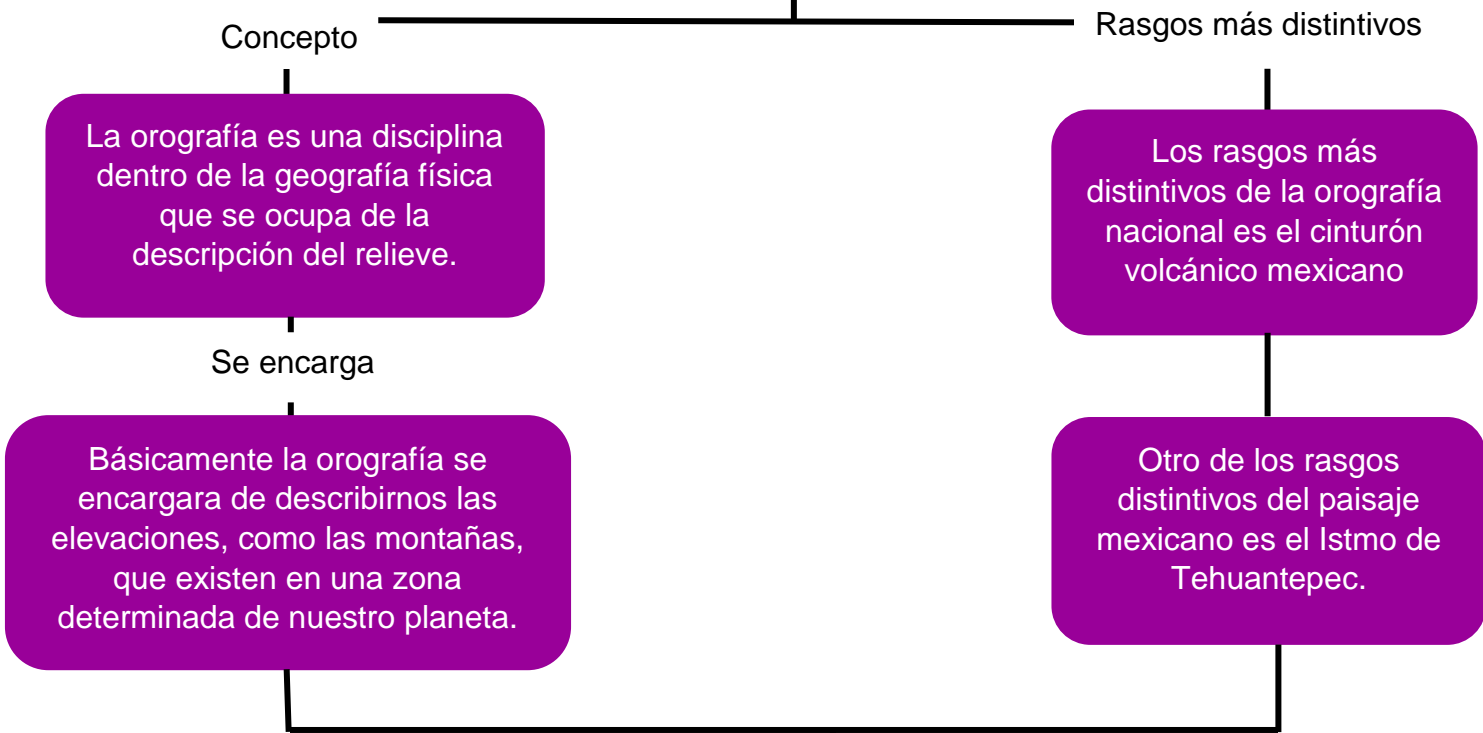 Concepto
La orografía es una disciplina
dentro de la geografía física
que se ocupa de la
descripción del relieve.
Se encarga
Básicamente la orografía se
encargara de describirnos las
elevaciones, como las montañas,
que existen en una zona
determinada de nuestro planeta.
Rasgos más distintivos
Los rasgos más
distintivos de la orografía
nacional es el cinturón
volcánico mexicano
Otro de los rasgos
distintivos del paisaje
mexicano es el Istmo de
Tehuantepec.